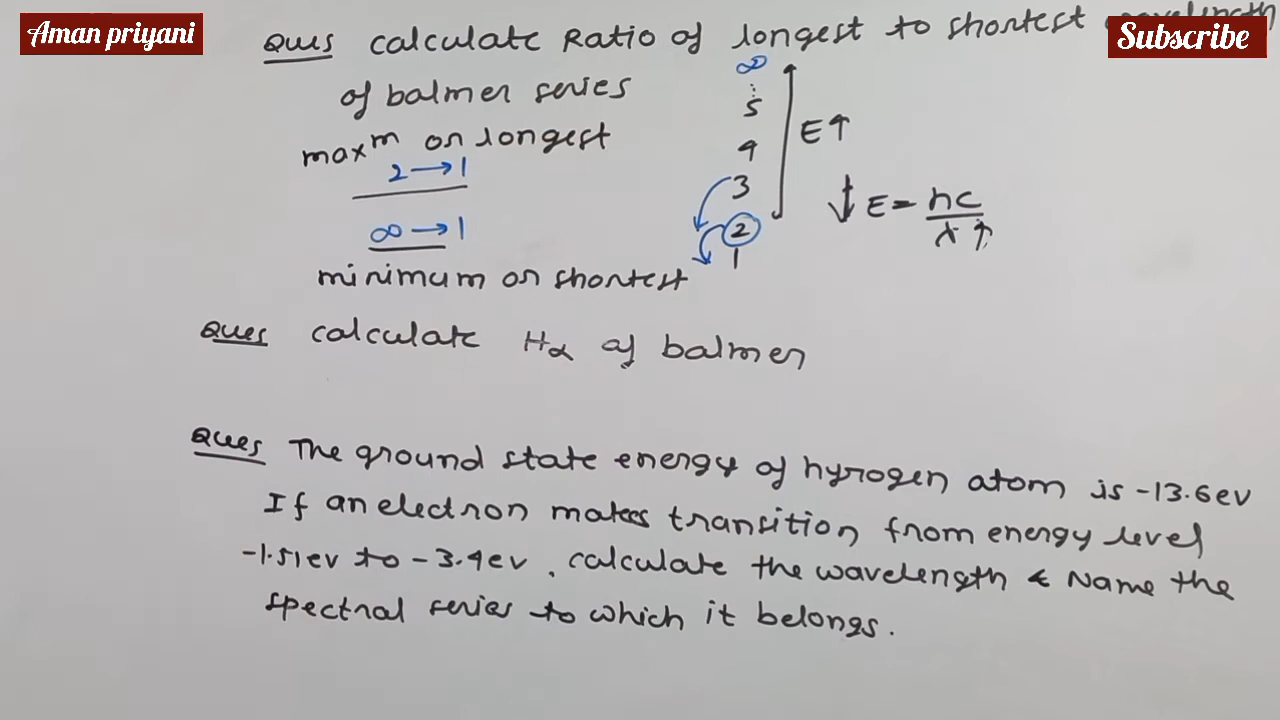 Aman priyani
Subscribe
Ques calculate Ratio of longest to shortest
of balmer series
maxm or longest
2→1
∞→1
minimum or shortest
∞
⋮
5
4
3
2
1
E↑
↓E = hc/λ↑
Ques calculate Hα of balmer
Ques The ground state energy of hyrogen atom is -13.6ev
If an electron makes transition from energy level
-1.51ev to -3.4ev. calculate the wavelength & Name the
spectral series to which it belongs.